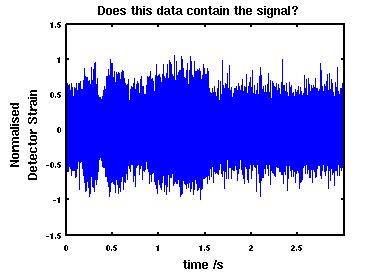 Does this data contain the signal?
1.5
1
0.5
0
-0.5
-1
-1.5
Normalised
Detector Strain
0 0.5 1 1.5 2 2.5
time /s